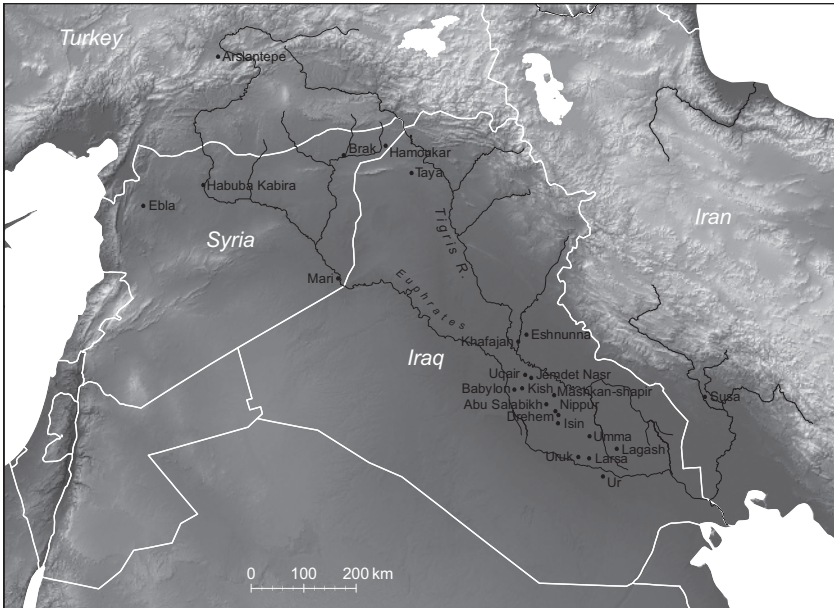 Turkey
Arslantepe
Brak
Hamoukar
Taya
Habuba Kabira
Ebla
Iran
Syria
Tigris R.
Mari
Euphrates
Eshnunna
Khafajah
Iraq
Uqair
Jemdet Nasr
Babylon
Kish
Mashkan-shapir
Susa
Abu Salabikh
Nippur
Drehem
Isin
Umma
Lagash
Uruk
Larsa
Ur
0 100 200 km